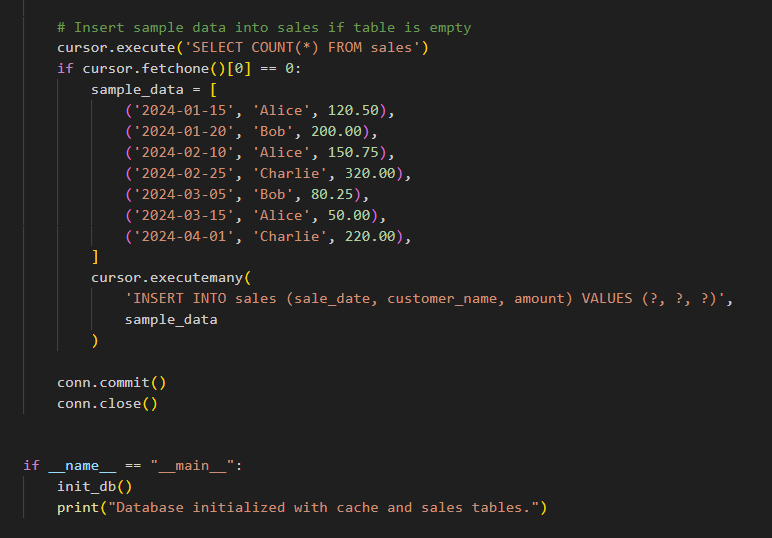 # Insert sample data into sales if table is empty
cursor.execute('SELECT COUNT(*) FROM sales')
if cursor.fetchone()[0] == 0:
    sample_data = [
        ('2024-01-15', 'Alice', 120.50),
        ('2024-01-20', 'Bob', 200.00),
        ('2024-02-10', 'Alice', 150.75),
        ('2024-02-25', 'Charlie', 320.00),
        ('2024-03-05', 'Bob', 80.25),
        ('2024-03-15', 'Alice', 50.00),
        ('2024-04-01', 'Charlie', 220.00),
    ]
    cursor.executemany(
        'INSERT INTO sales (sale_date, customer_name, amount) VALUES (?, ?, ?)',
        sample_data
    )
conn.commit()
conn.close()
if __name__ == "__main__":
    init_db()
    print("Database initialized with cache and sales tables.")